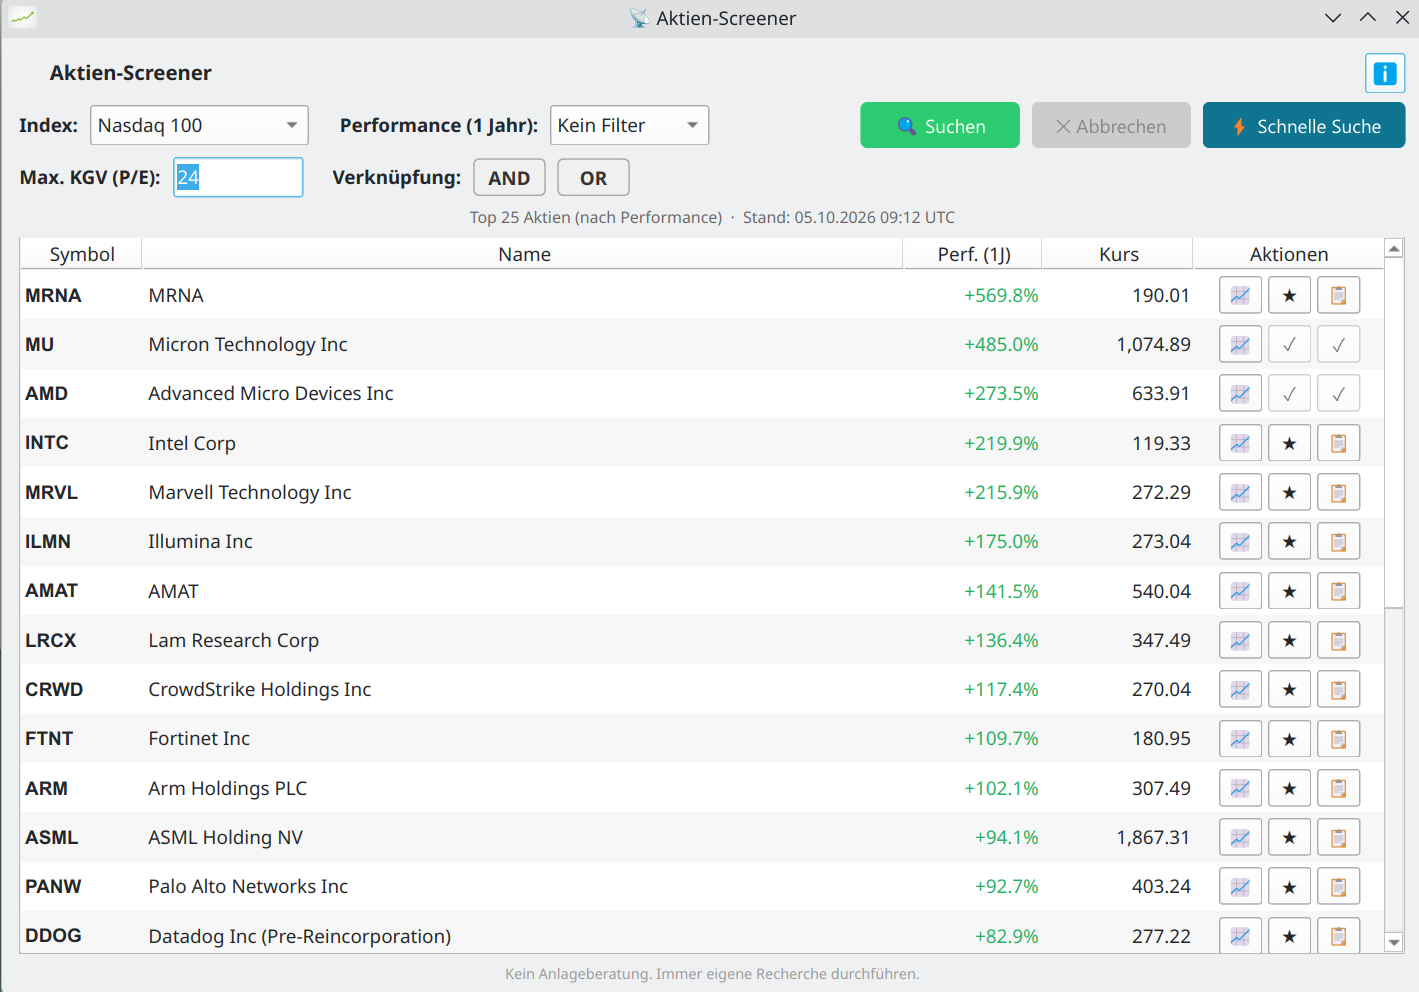 Aktien-Screener
Aktien-Screener
Index: Nasdaq 100 Performance (1 Jahr): Kein Filter Suchen Abbrechen Schnelle Suche
Max. KGV (P/E): 24 Verknüpfung: AND OR
Top 25 Aktien (nach Performance) · Stand: 05.10.2026 09:12 UTC
Symbol Name Perf. (1J) Kurs Aktionen
MRNA MRNA +569.8% 190.01
MU Micron Technology Inc +485.0% 1,074.89
AMD Advanced Micro Devices Inc +273.5% 633.91
INTC Intel Corp +219.9% 119.33
MRVL Marvell Technology Inc +215.9% 272.29
ILMN Illumina Inc +175.0% 273.04
AMAT AMAT +141.5% 540.04
LRCX Lam Research Corp +136.4% 347.49
CRWD CrowdStrike Holdings Inc +117.4% 270.04
FTNT Fortinet Inc +109.7% 180.95
ARM Arm Holdings PLC +102.1% 307.49
ASML ASML Holding NV +94.1% 1,867.31
PANW Palo Alto Networks Inc +92.7% 403.24
DDOG Datadog Inc (Pre-Reincorporation) +82.9% 277.22
Kein Anlageberatung. Immer eigene Recherche durchführen.